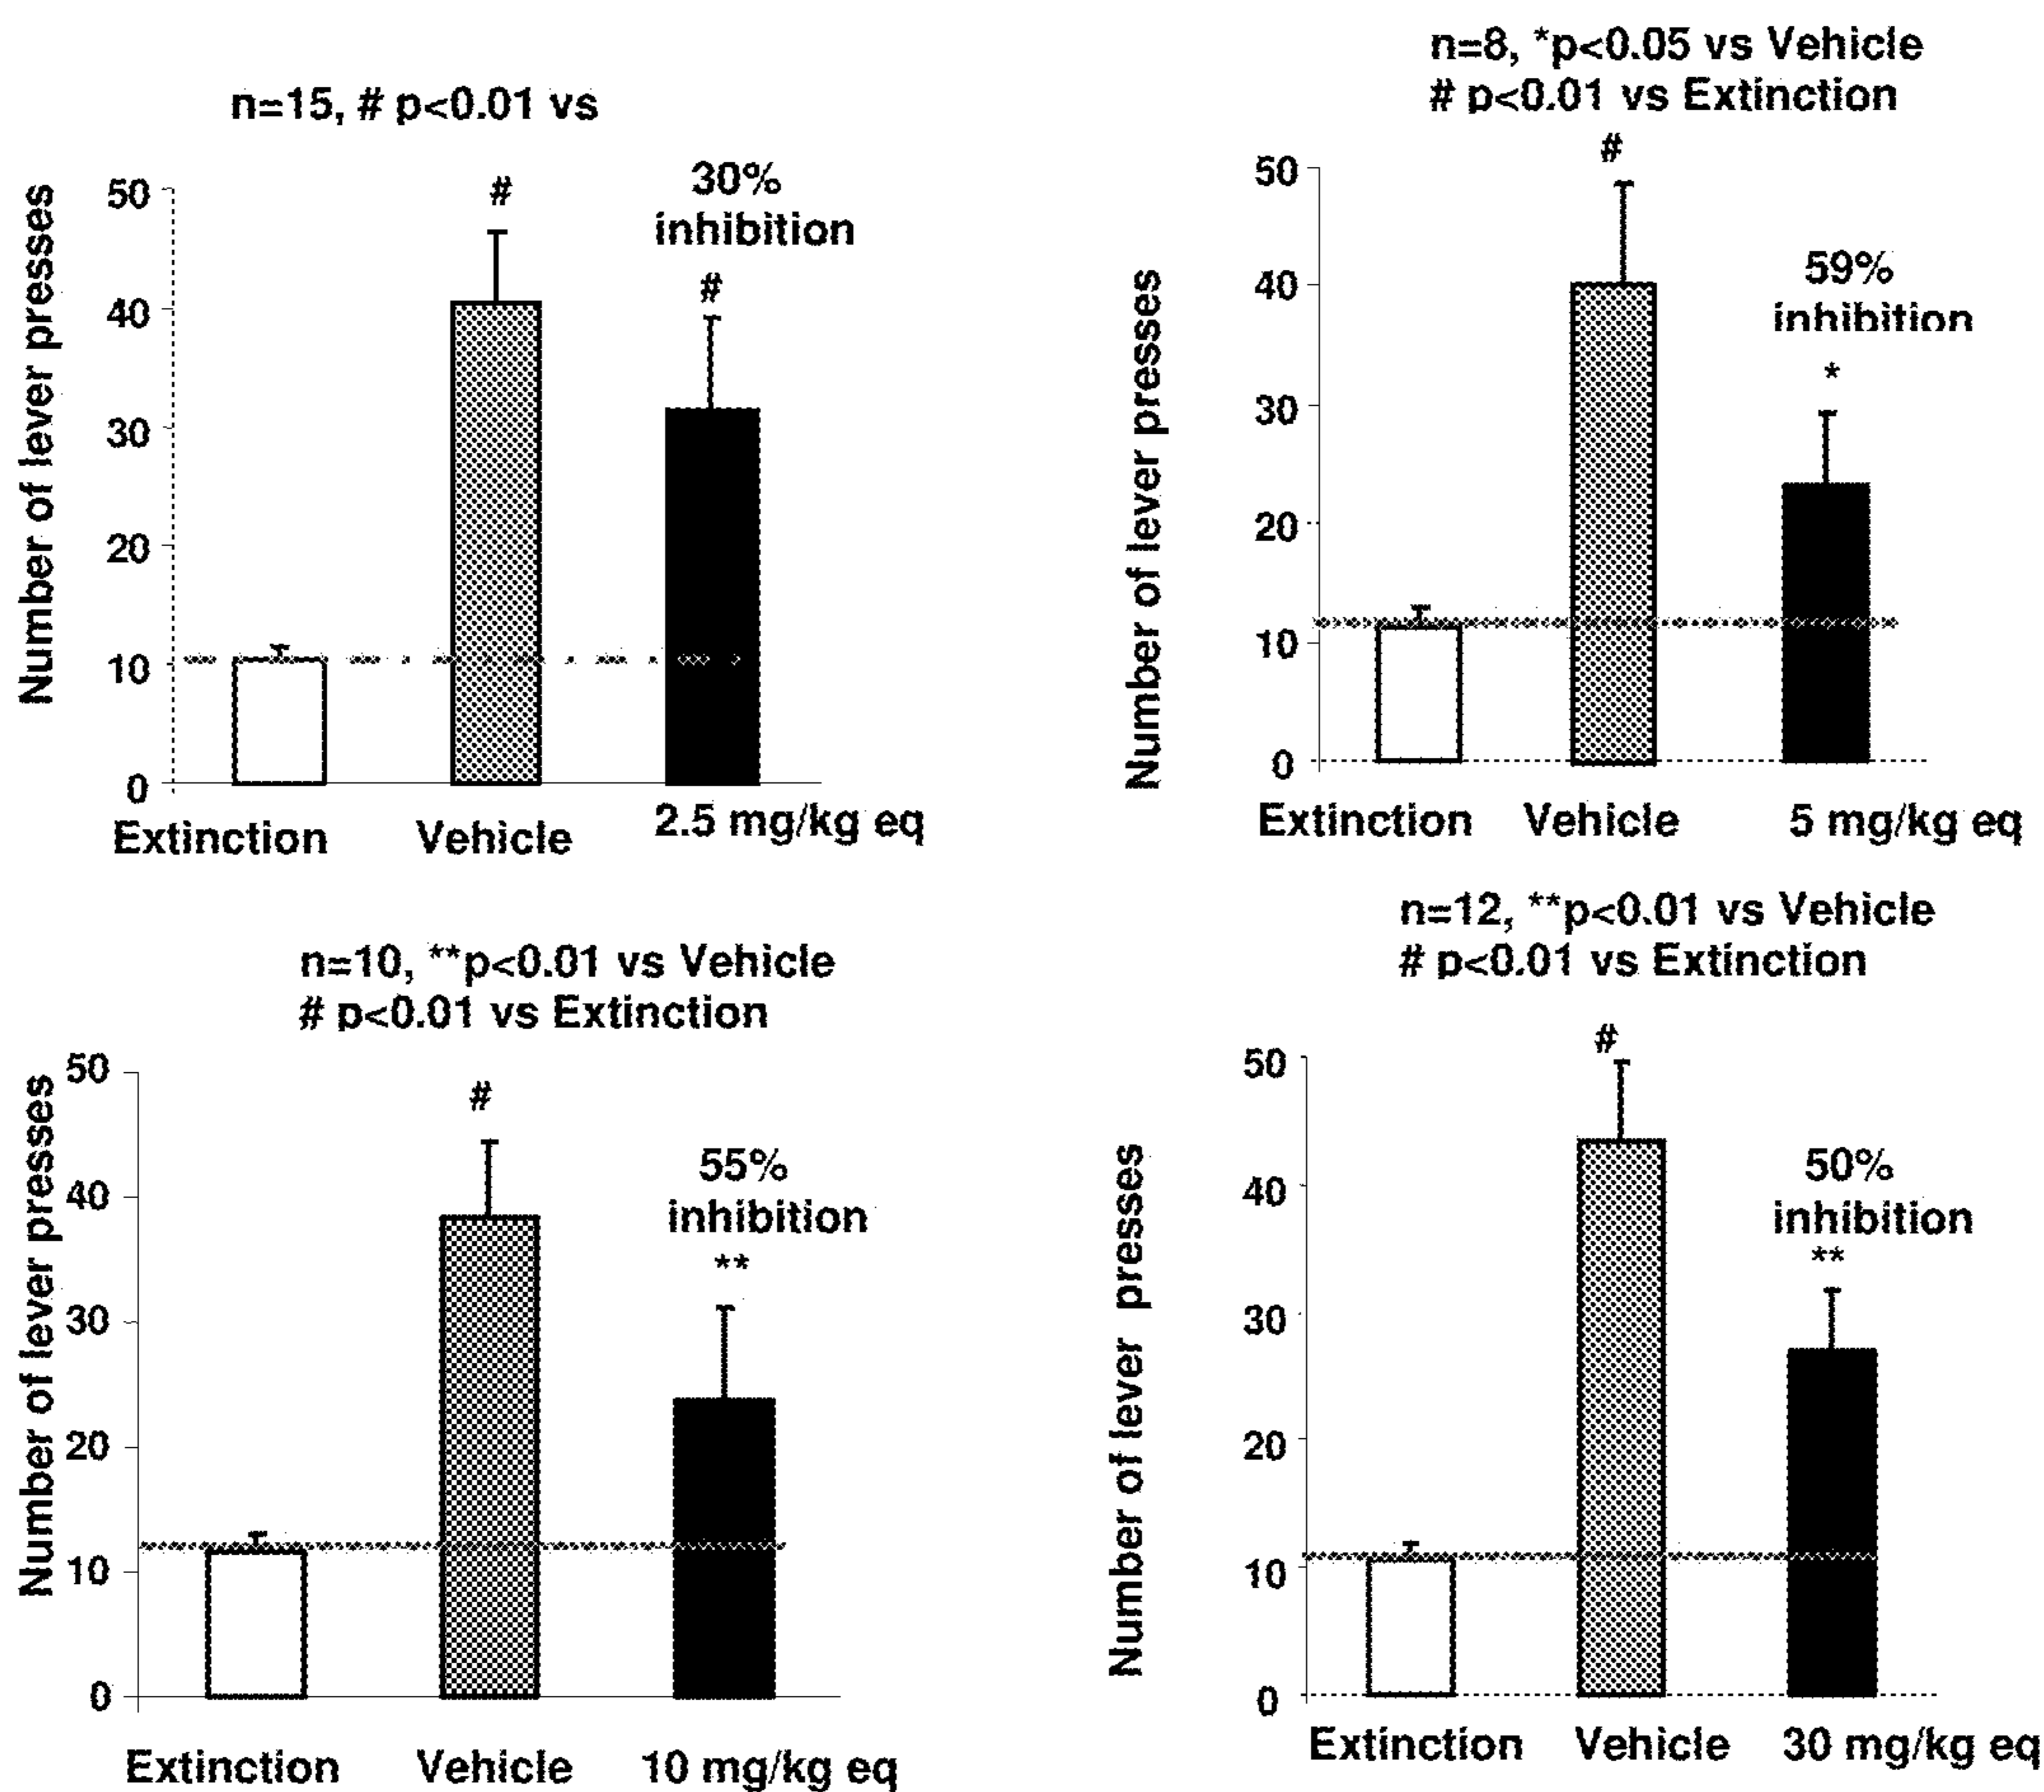 n=15, # p<0.01 vs
Number of lever presses
50
40
30
20
10
0
#
30%
inhibition
#
Extinction
Vehicle
2.5 mg/kg eq
n=8, *p<0.05 vs Vehicle
# p<0.01 vs Extinction
Number of lever presses
50
40
30
20
10
0
#
59%
inhibition
*
Extinction
Vehicle
5 mg/kg eq
n=10, **p<0.01 vs Vehicle
# p<0.01 vs Extinction
Number of lever presses
50
40
30
20
10
0
#
55%
inhibition
**
Extinction
Vehicle
10 mg/kg eq
n=12, **p<0.01 vs Vehicle
# p<0.01 vs Extinction
Number of lever presses
50
40
30
20
10
0
#
50%
inhibition
**
Extinction
Vehicle
30 mg/kg eq